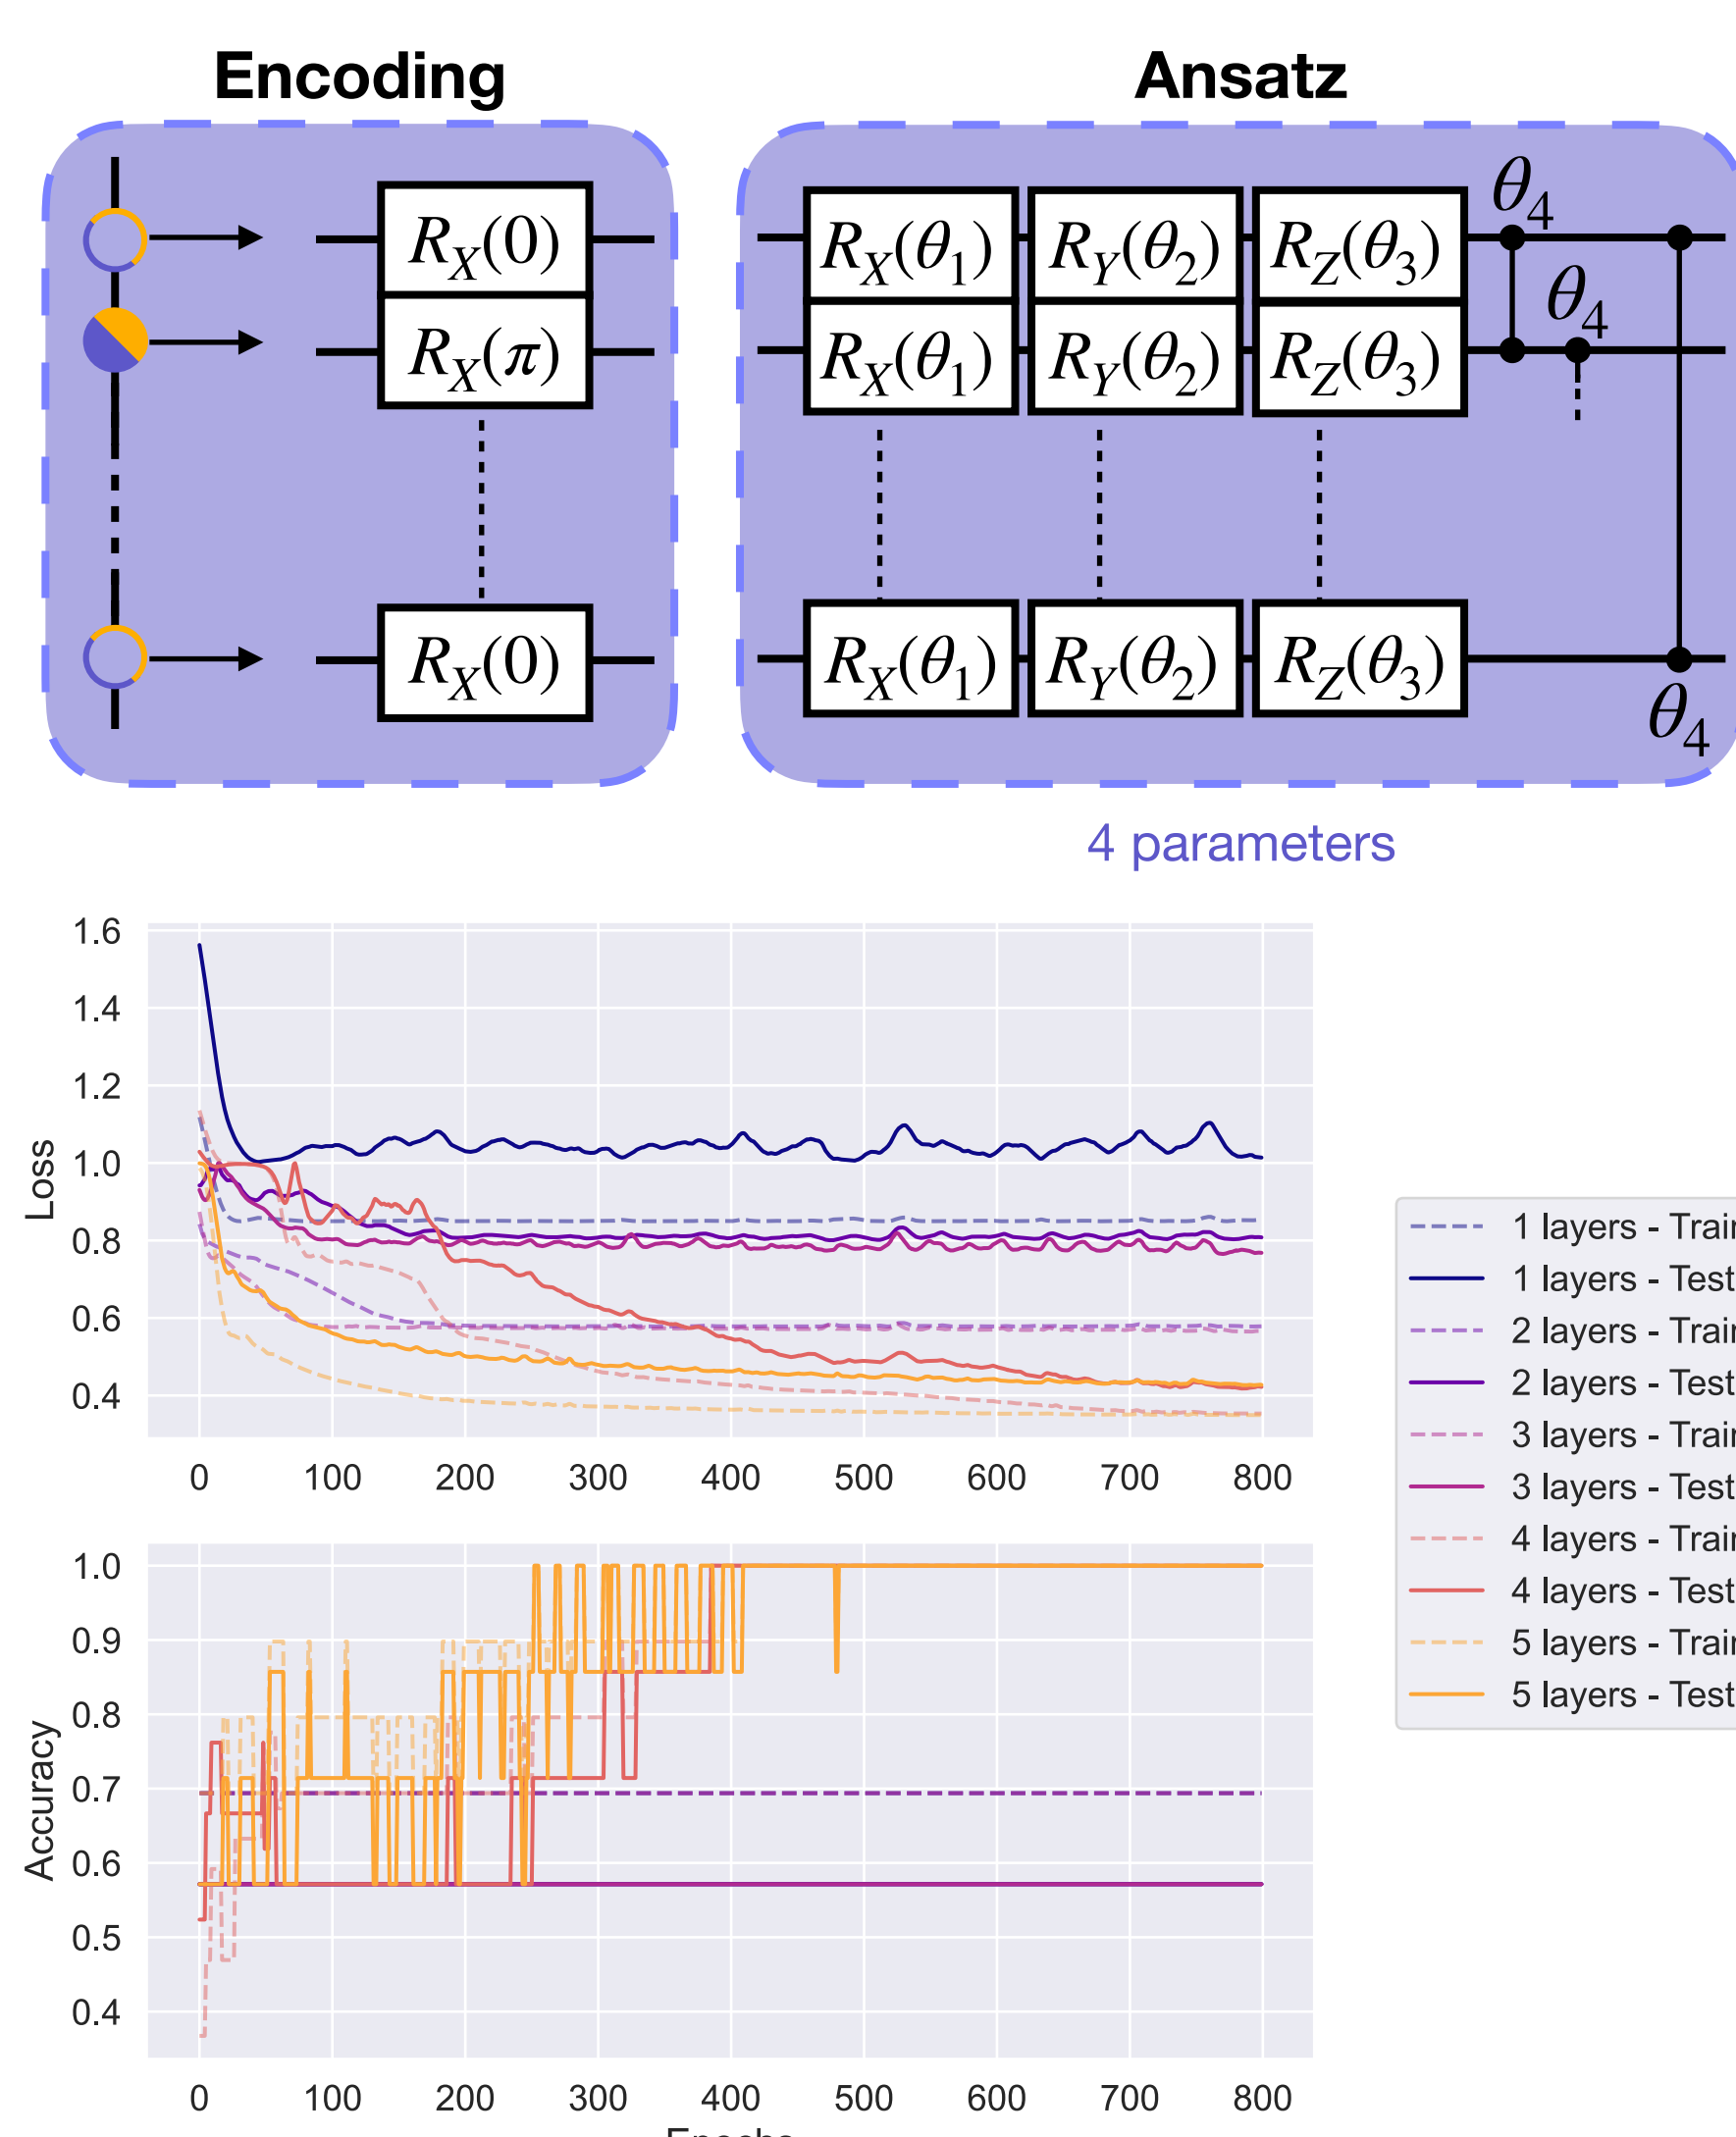 Encoding Ansatz
R_X(0)
R_X(π)
R_X(0)
R_X(θ_1) R_Y(θ_2) R_Z(θ_3) θ_4
R_X(θ_1) R_Y(θ_2) R_Z(θ_3) θ_4
R_X(θ_1) R_Y(θ_2) R_Z(θ_3)
θ_4
4 parameters
Loss
1.6
1.4
1.2
1.0
0.8
0.6
0.4
0 100 200 300 400 500 600 700 800
Accuracy
1.0
0.9
0.8
0.7
0.6
0.5
0.4
0 100 200 300 400 500 600 700 800
Epochs
1 layers - Trai
1 layers - Test
2 layers - Trai
2 layers - Test
3 layers - Trai
3 layers - Test
4 layers - Trai
4 layers - Test
5 layers - Trai
5 layers - Test